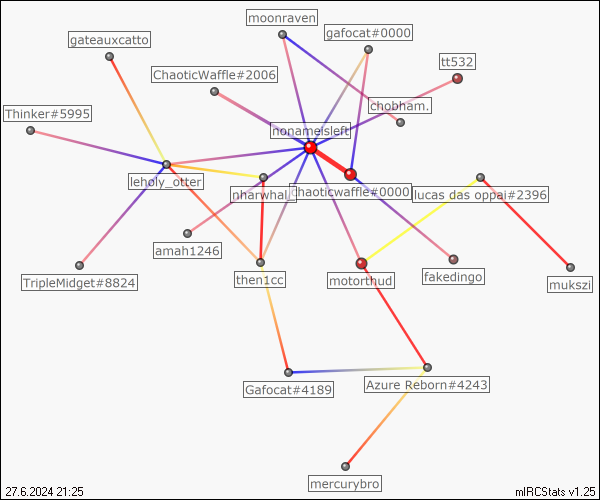 moonraven
gafocat#0000
gateauxcatto
tt532
ChaoticWaffle#2006
chobham.
Thinker#5995
nonameisleft
leholy_otter
nharwhal.
chaoticwaffle#0000
lucas das oppai#2396
amah1246
TripleMidget#8824
then1cc
motorthud
fakedingo
mukszi
Gafocat#4189
Azure Reborn#4243
mercurybro
27.6.2024 21:25
mIRCStats v1.25